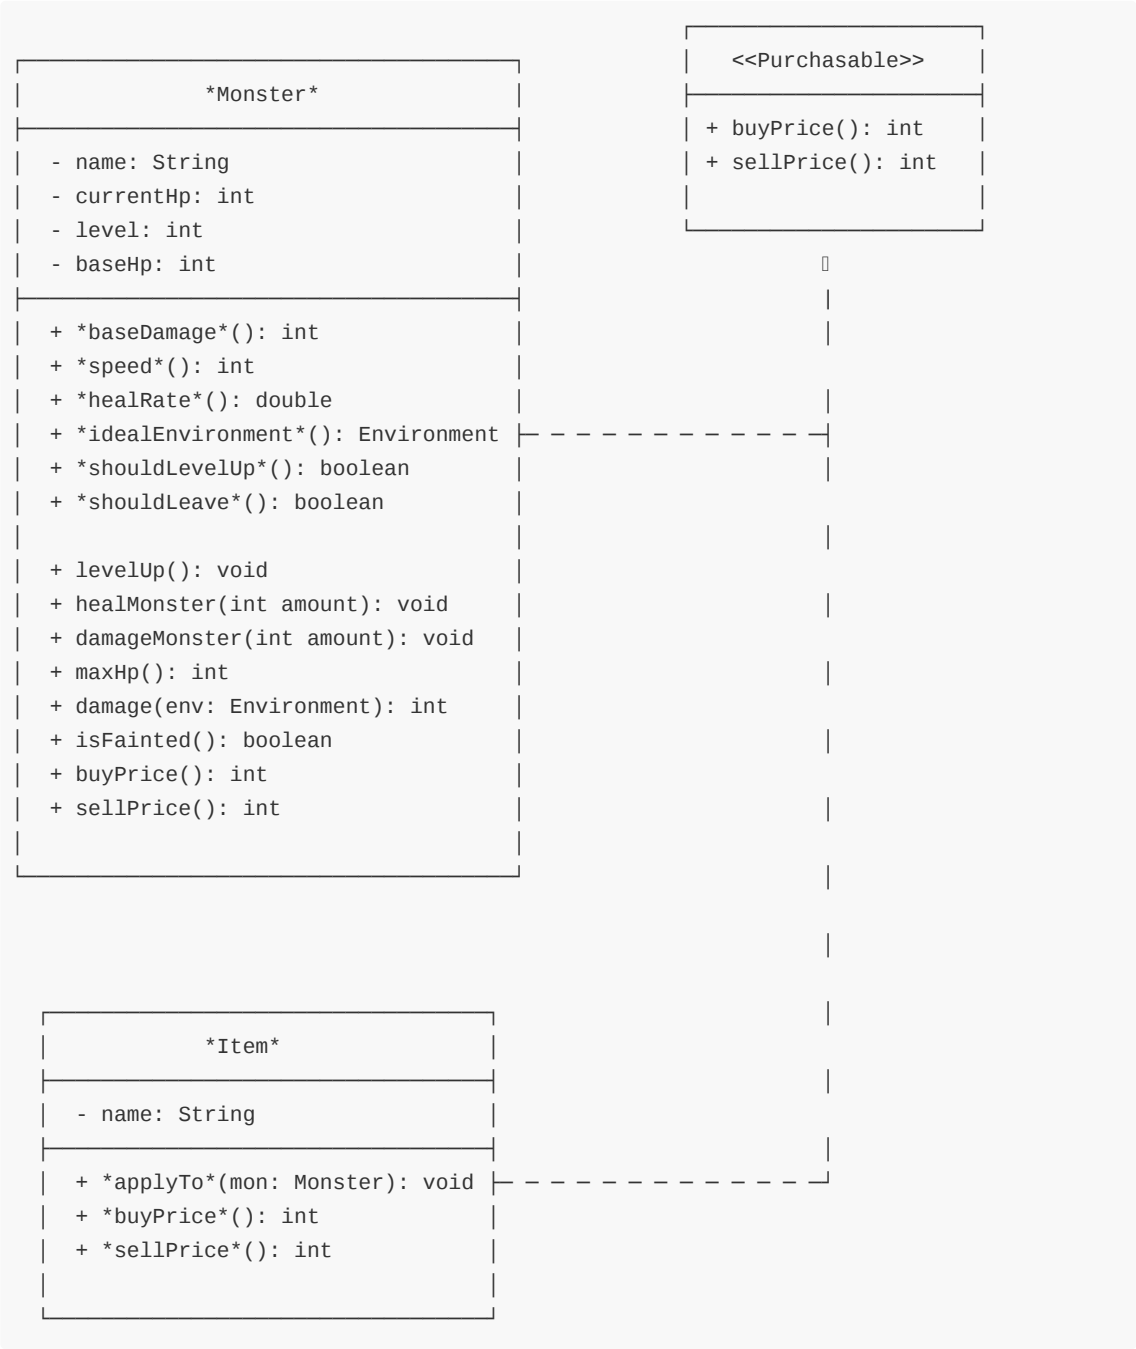 *Monster*
- name: String
- currentHp: int
- level: int
- baseHp: int
+ *baseDamage*(): int
+ *speed*(): int
+ *healRate*(): double
+ *idealEnvironment*(): Environment
+ *shouldLevelUp*(): boolean
+ *shouldLeave*(): boolean
+ levelUp(): void
+ healMonster(int amount): void
+ damageMonster(int amount): void
+ maxHp(): int
+ damage(env: Environment): int
+ isFainted(): boolean
+ buyPrice(): int
+ sellPrice(): int
<<Purchasable>>
+ buyPrice(): int
+ sellPrice(): int
*Item*
- name: String
+ *applyTo*(mon: Monster): void
+ *buyPrice*(): int
+ *sellPrice*(): int